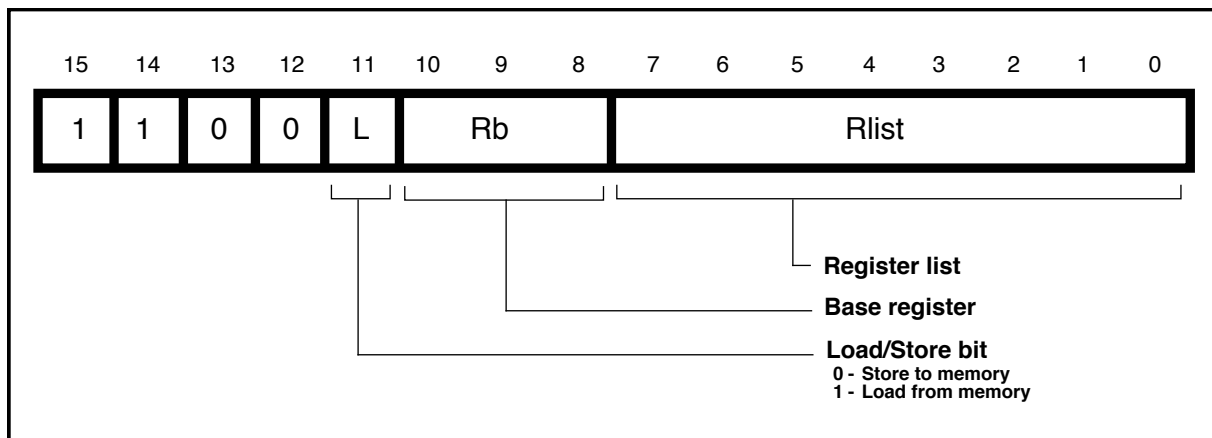 15 14 13 12 11 10 9 8 7 6 5 4 3 2 1 0
1 1 0 0 L Rb Rlist
Register list
Base register
Load/Store bit
0 - Store to memory
1 - Load from memory